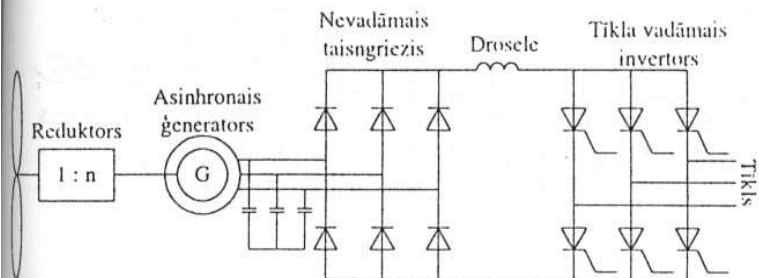 Nevadāmais
taisngriezis
Drosele
Tīkla vadāmais
invertors
Asinhronais
ģenerators
Reduktors
1 : n
G
Tīkls